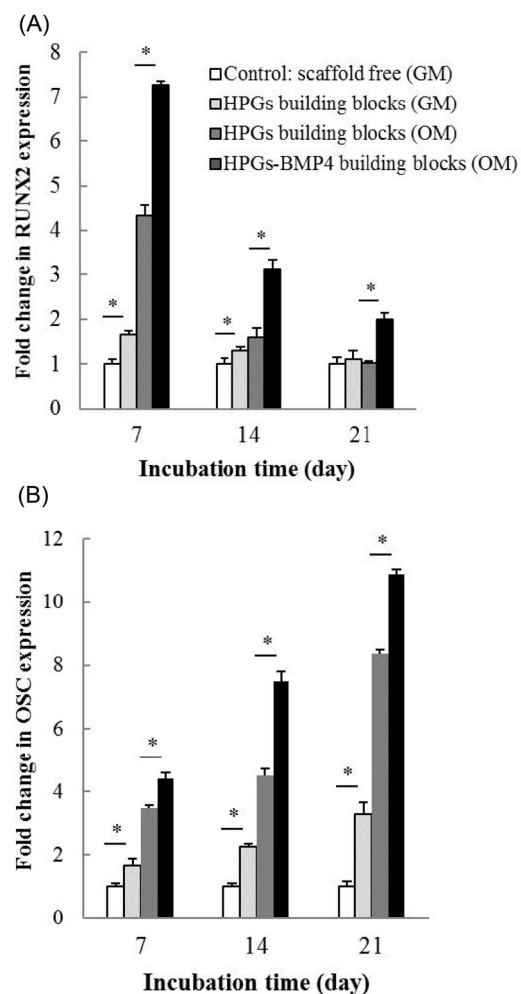 (A)
Fold change in RUNX2 expression
8
7
6
5
4
3
2
1
0
*
*
*
*
*
Control: scaffold free (GM)
HPGs building blocks (GM)
HPGs building blocks (OM)
HPGs-BMP4 building blocks (OM)
7 14 21
Incubation time (day)
(B)
Fold change in OSC expression
12
10
8
6
4
2
0
*
*
*
*
*
*
7 14 21
Incubation time (day)